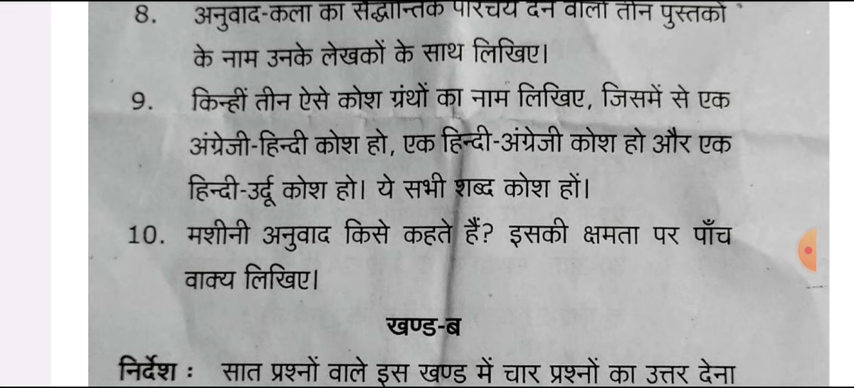 8. अनुवाद-कला का सैद्धान्तिक परिचय देने वाली तीन पुस्तकों
के नाम उनके लेखकों के साथ लिखिए।
9. किन्हीं तीन ऐसे कोश ग्रंथों का नाम लिखिए, जिसमें से एक
अंग्रेजी-हिन्दी कोश हो, एक हिन्दी-अंग्रेजी कोश हो और एक
हिन्दी-उर्दू कोश हो। ये सभी शब्द कोश हों।
10. मशीनी अनुवाद किसे कहते हैं? इसकी क्षमता पर पाँच
वाक्य लिखिए।
खण्ड-ब
निर्देश : सात प्रश्नों वाले इस खण्ड में चार प्रश्नों का उत्तर देना